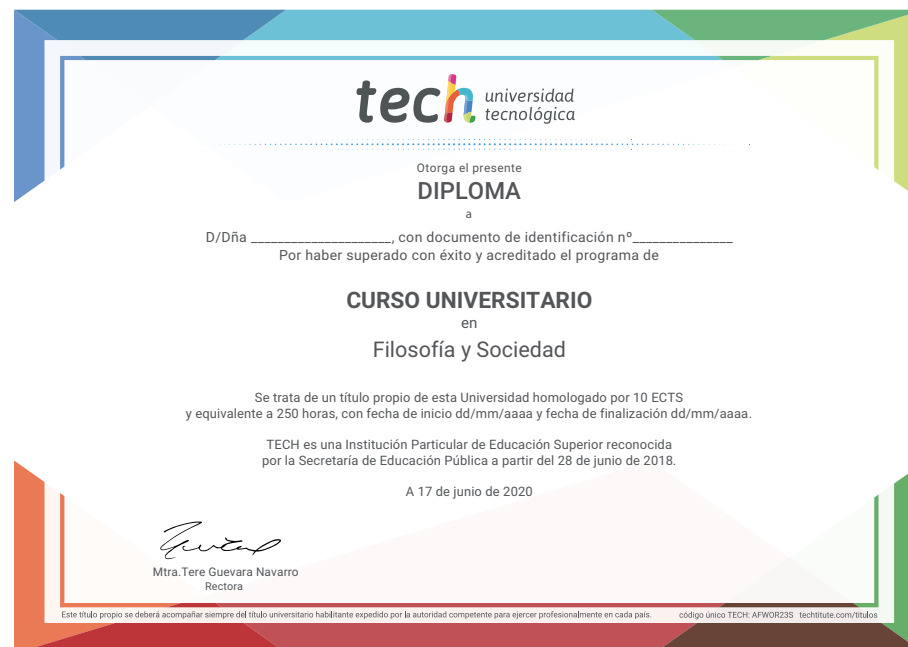 tech universidad
tecnológica
Otorga el presente
DIPLOMA
a
D/Dña _____________________, con documento de identificación nº_______________
Por haber superado con éxito y acreditado el programa de
CURSO UNIVERSITARIO
en
Filosofía y Sociedad
Se trata de un título propio de esta Universidad homologado por 10 ECTS
y equivalente a 250 horas, con fecha de inicio dd/mm/aaaa y fecha de finalización dd/mm/aaaa.
TECH es una Institución Particular de Educación Superior reconocida
por la Secretaría de Educación Pública a partir del 28 de junio de 2018.
A 17 de junio de 2020
Mtra.Tere Guevara Navarro
Rectora
Este título propio se deberá acompañar siempre del título universitario habilitante expedido por la autoridad competente para ejercer profesionalmente en cada país. código único TECH: AFWOR23S techtitute.com/titulos